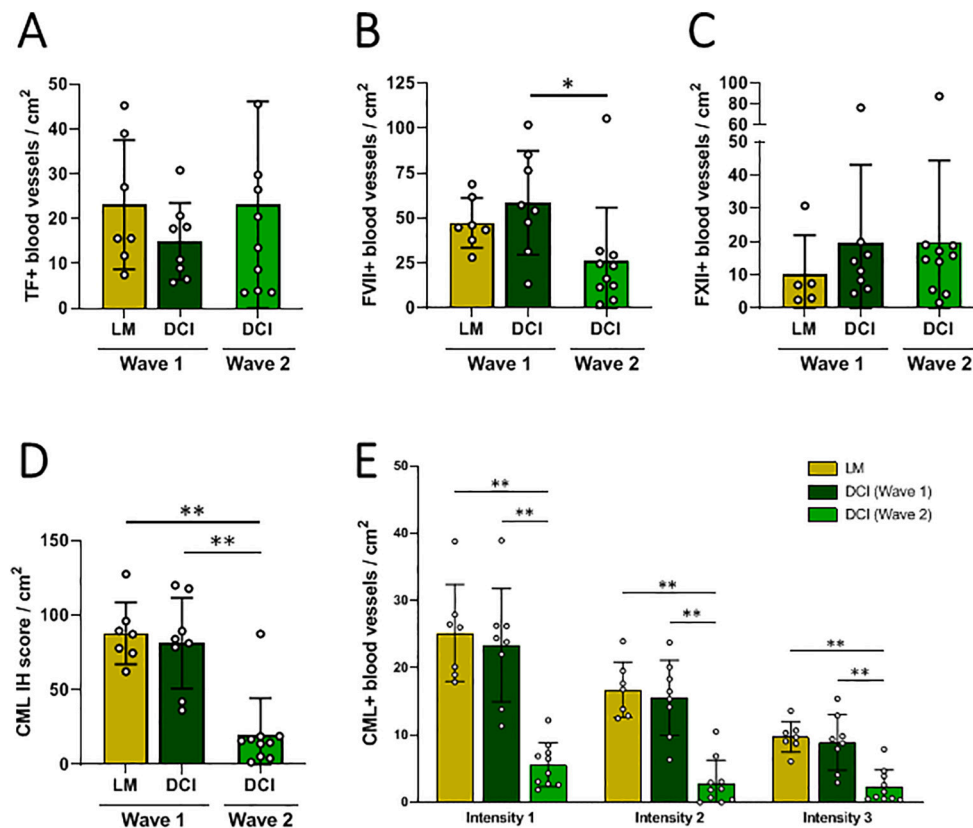 A
TF+ blood vessels / cm²
50
40
30
20
10
0
LM DCI DCI
Wave 1 Wave 2
B
FVII+ blood vessels / cm²
125
100
75
50
25
0
*
LM DCI DCI
Wave 1 Wave 2
C
FXII+ blood vessels / cm²
100
80
60
50
40
30
20
10
0
LM DCI DCI
Wave 1 Wave 2
D
CML IH score / cm²
150
100
50
0
**
**
LM DCI DCI
Wave 1 Wave 2
E
CML+ blood vessels / cm²
50
40
30
20
10
0
LM
DCI (Wave 1)
DCI (Wave 2)
**
**
**
**
**
**
Intensity 1 Intensity 2 Intensity 3